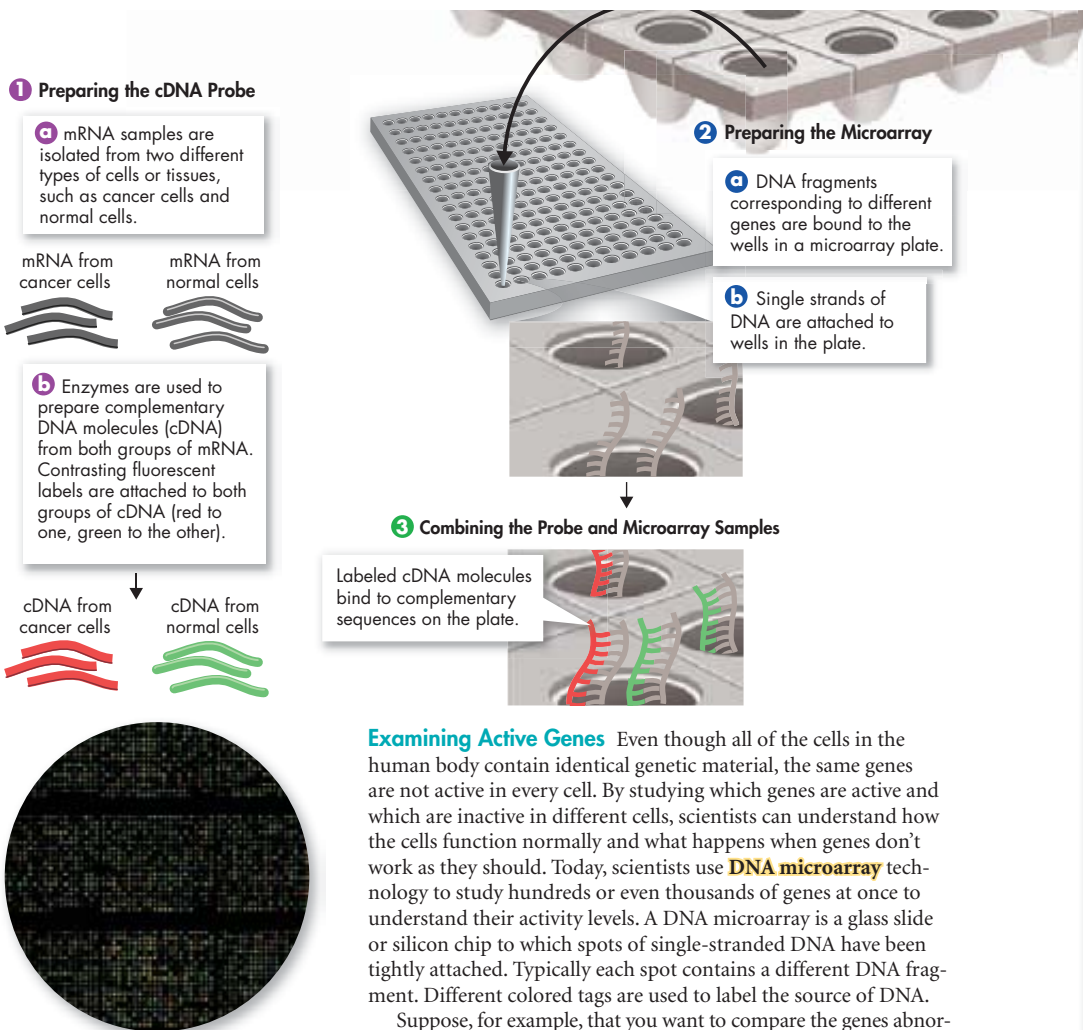 1 Preparing the cDNA Probe
a mRNA samples are
isolated from two different
types of cells or tissues,
such as cancer cells and
normal cells.
mRNA from
cancer cells
mRNA from
normal cells
b Enzymes are used to
prepare complementary
DNA molecules (cDNA)
from both groups of mRNA.
Contrasting fluorescent
labels are attached to both
groups of cDNA (red to
one, green to the other).
cDNA from
cancer cells
cDNA from
normal cells
2 Preparing the Microarray
a DNA fragments
corresponding to different
genes are bound to the
wells in a microarray plate.
b Single strands of
DNA are attached to
wells in the plate.
3 Combining the Probe and Microarray Samples
Labeled cDNA molecules
bind to complementary
sequences on the plate.
Examining Active Genes Even though all of the cells in the
human body contain identical genetic material, the same genes
are not active in every cell. By studying which genes are active and
which are inactive in different cells, scientists can understand how
the cells function normally and what happens when genes don’t
work as they should. Today, scientists use DNA microarray tech-
nology to study hundreds or even thousands of genes at once to
understand their activity levels. A DNA microarray is a glass slide
or silicon chip to which spots of single-stranded DNA have been
tightly attached. Typically each spot contains a different DNA frag-
ment. Different colored tags are used to label the source of DNA.
Suppose, for example, that you want to compare the genes abnor-